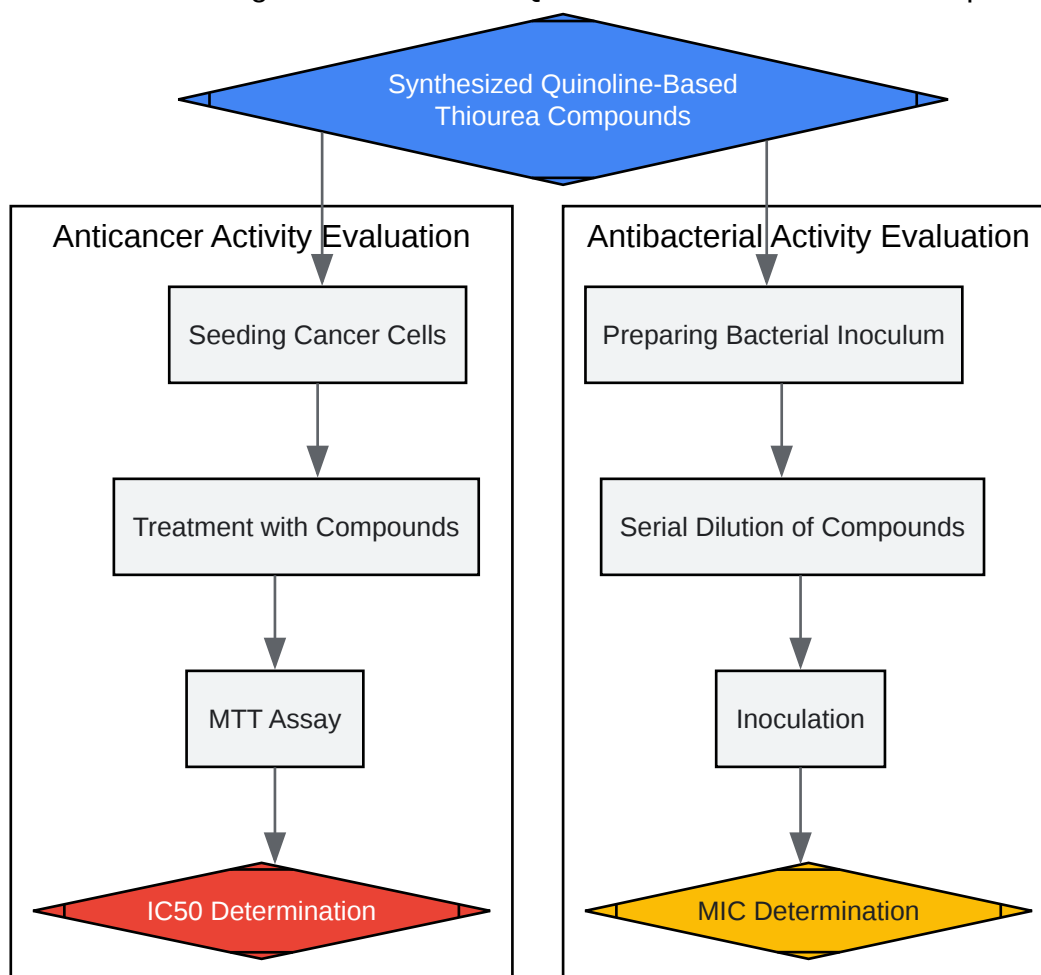 Synthesized Quinoline-Based
Thiourea Compounds
Anticancer Activity Evaluation
Seeding Cancer Cells
Treatment with Compounds
MTT Assay
IC50 Determination
Antibacterial Activity Evaluation
Preparing Bacterial Inoculum
Serial Dilution of Compounds
Inoculation
MIC Determination